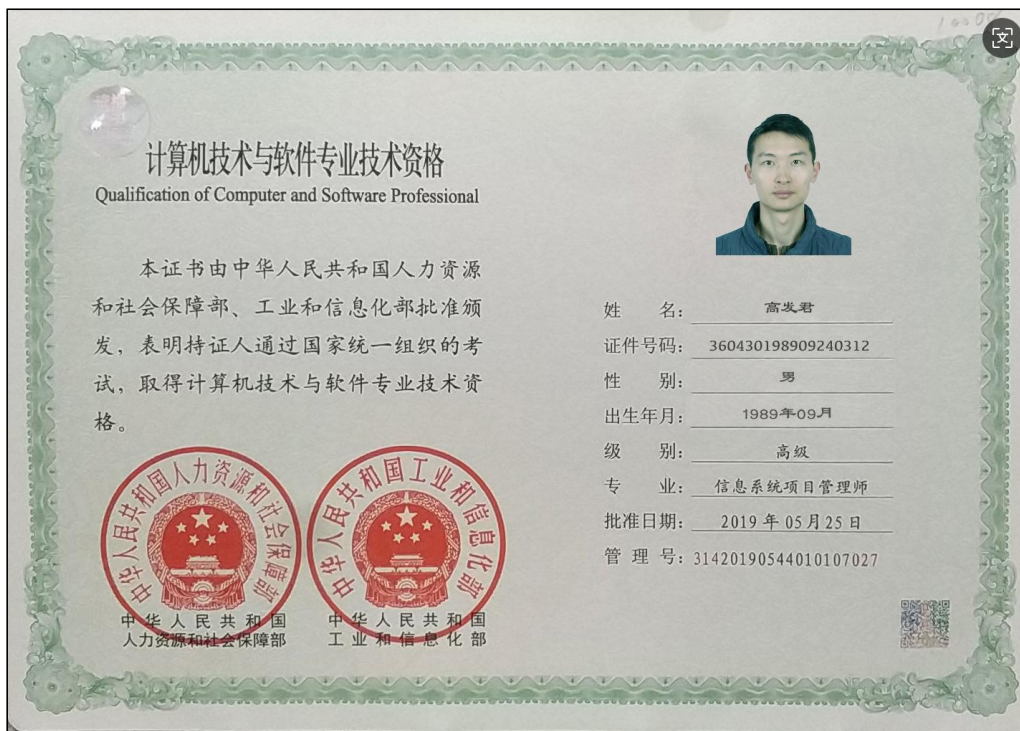 计算机技术与软件专业技术资格
Qualification of Computer and Software Professional
本证书由中华人民共和国人力资源
和社会保障部、工业和信息化部批准颁
发，表明持证人通过国家统一组织的考
试，取得计算机技术与软件专业技术资
格。
中华人民共和国人力资源和社会保障部
中华人民共和国工业和信息化部
中华人民共和国
人力资源和社会保障部
中华人民共和国
工业和信息化部
姓 名： 高发君
证件号码： 360430198909240312
性 别： 男
出生年月： 1989年09月
级 别： 高级
专 业： 信息系统项目管理师
批准日期： 2019 年 05月25 日
管 理 号： 31420190544010107027